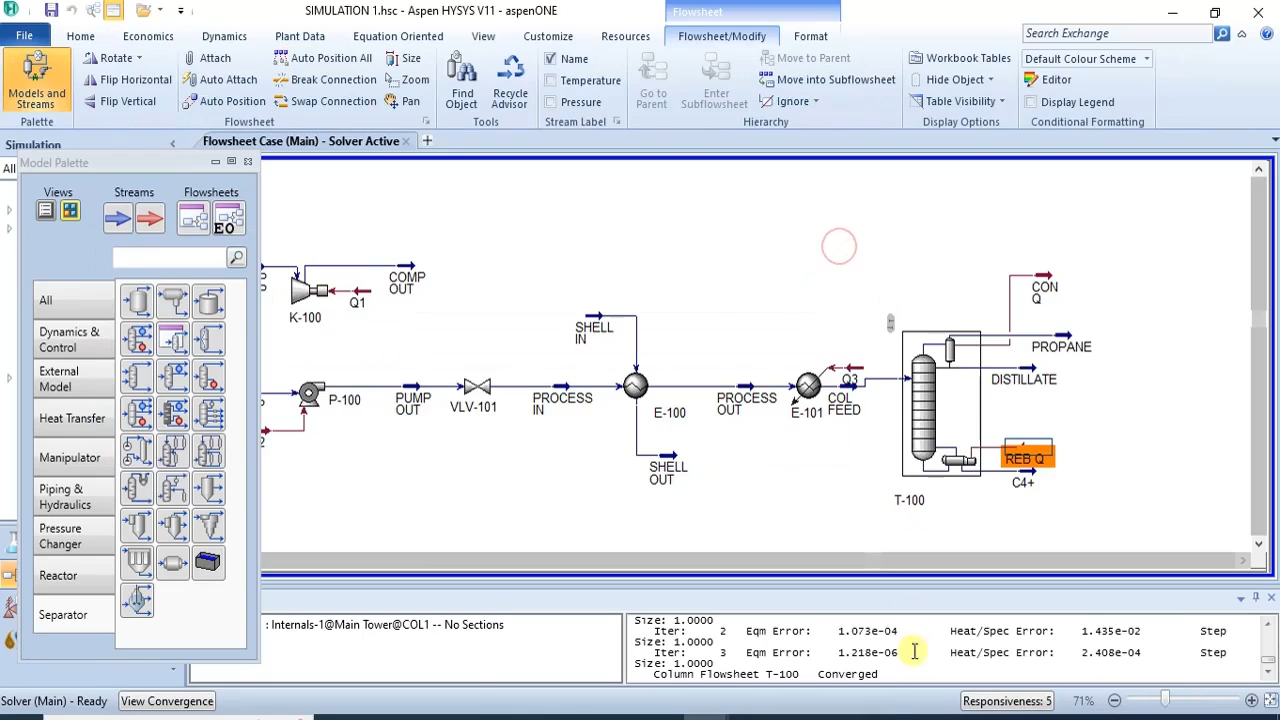 SIMULATION 1.hsc - Aspen HYSYS V11 - aspenONE
Flowsheet
File Home Economics Dynamics Plant Data Equation Oriented View Customize Resources Flowsheet/Modify Format
Search Exchange
Models and Streams
Palette
Rotate
Flip Horizontal
Flip Vertical
Attach
Auto Attach
Auto Position
Auto Position All
Break Connection
Swap Connection
Size
Zoom
Pan
Flowsheet
Find Object
Recycle Advisor
Tools
Name
Temperature
Pressure
Stream Label
Go to Parent
Enter Subflowsheet
Move to Parent
Move into Subflowsheet
Ignore
Hierarchy
Workbook Tables
Hide Object
Table Visibility
Display Options
Default Colour Scheme
Editor
Display Legend
Conditional Formatting
Simulation
Flowsheet Case (Main) - Solver Active
All
Model Palette
Views Streams Flowsheets
EO
All
Dynamics & Control
External Model
Heat Transfer
Manipulator
Piping & Hydraulics
Pressure Changer
Reactor
Separator
COMP OUT
Q1
K-100
CON Q
SHELL IN
PROPANE
DISTILLATE
P-100
PUMP OUT
VLV-101
PROCESS IN
E-100
PROCESS OUT
E-101
Q3
COL FEED
REB Q
SHELL OUT
C4+
T-100
: Internals-1@Main Tower@COL1 -- No Sections
Size: 1.0000
Iter: 2 Eqm Error: 1.073e-04 Heat/Spec Error: 1.435e-02 Step
Size: 1.0000
Iter: 3 Eqm Error: 1.218e-06 Heat/Spec Error: 2.408e-04 Step
Size: 1.0000
Column Flowsheet T-100 Converged
Solver (Main) - Ready
View Convergence
Responsiveness: 5
71%